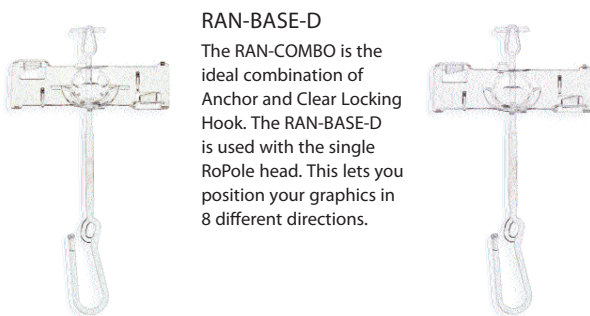 RAN-BASE-D
The RAN-COMBO is the
ideal combination of
Anchor and Clear Locking
Hook. The RAN-BASE-D
is used with the single
RoPole head. This lets you
position your graphics in
8 different directions.